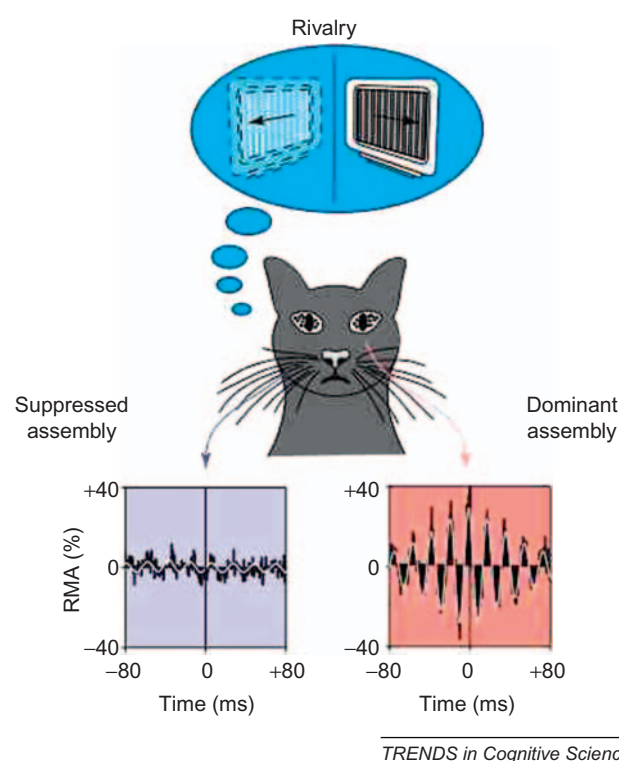 Rivalry
Suppressed
assembly
Dominant
assembly
+40
0
−40
RMA (%)
−80
0
+80
Time (ms)
+40
0
−40
−80
0
+80
Time (ms)
TRENDS in Cognitive Scienc